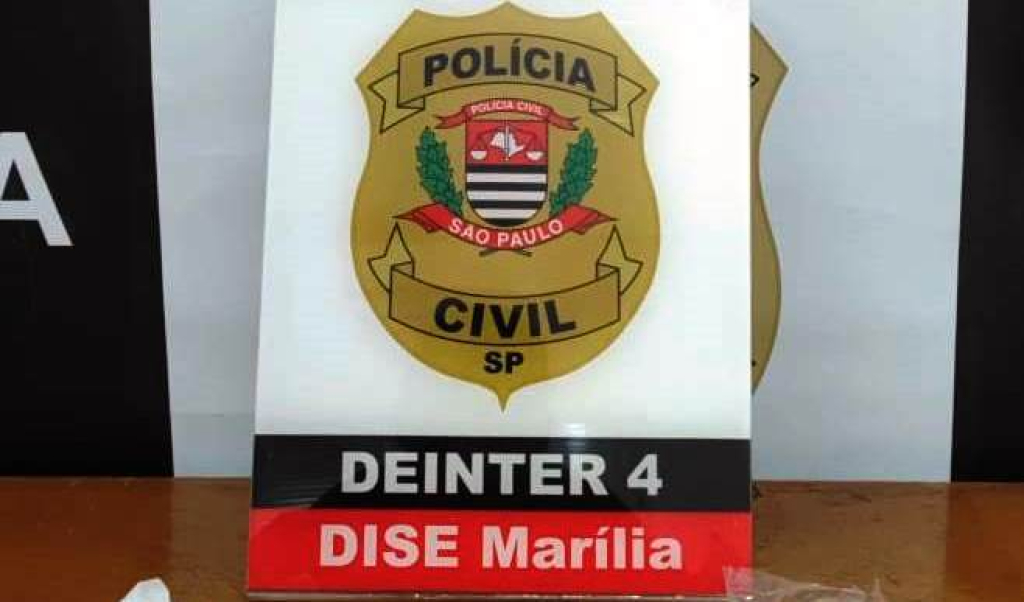 A
POLÍCIA
POLÍCIA CIVIL
SÃO PAULO
CIVIL
SP
DEINTER 4
DISE Marília